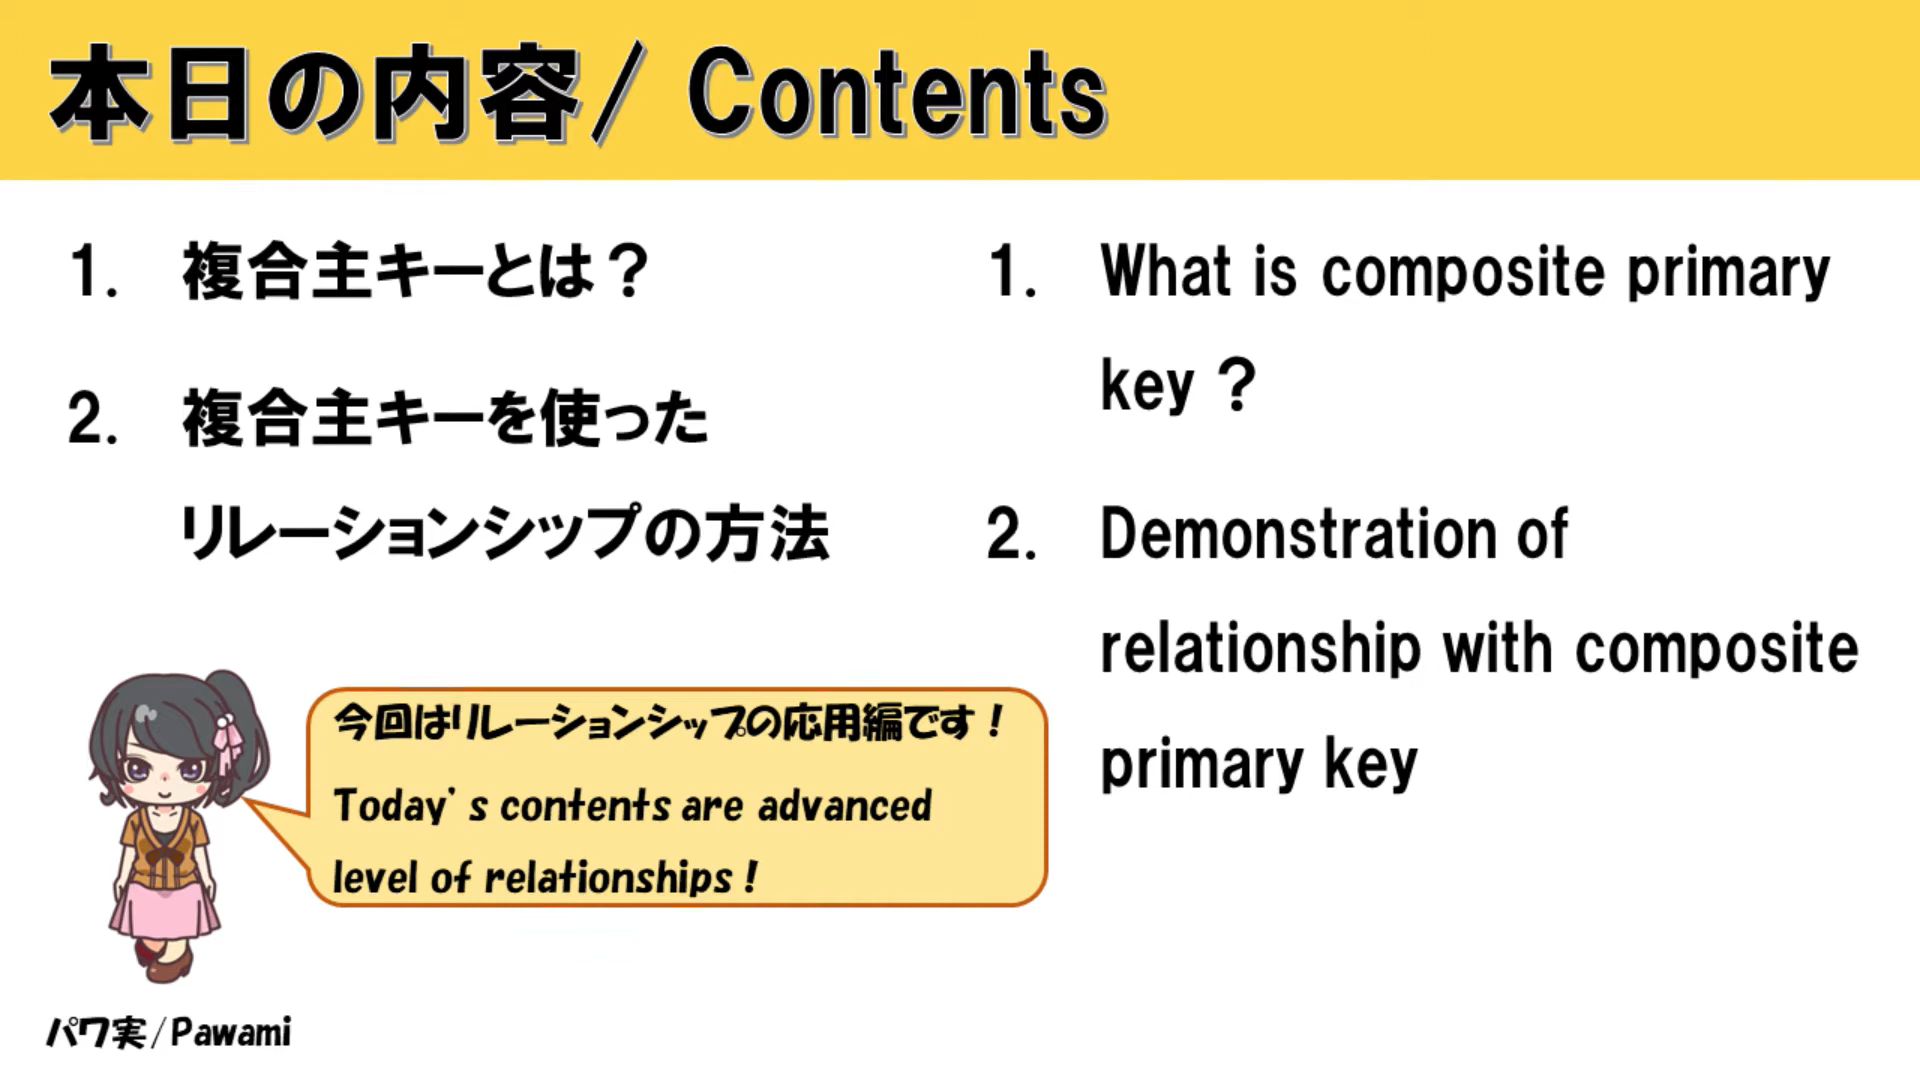 本日の内容/ Contents
1. 複合主キーとは？
2. 複合主キーを使った
リレーションシップの方法
1. What is composite primary
key ?
2. Demonstration of
relationship with composite
primary key
今回はリレーションシップの応用編です！
Today’s contents are advanced
level of relationships !
パワ実/Pawami